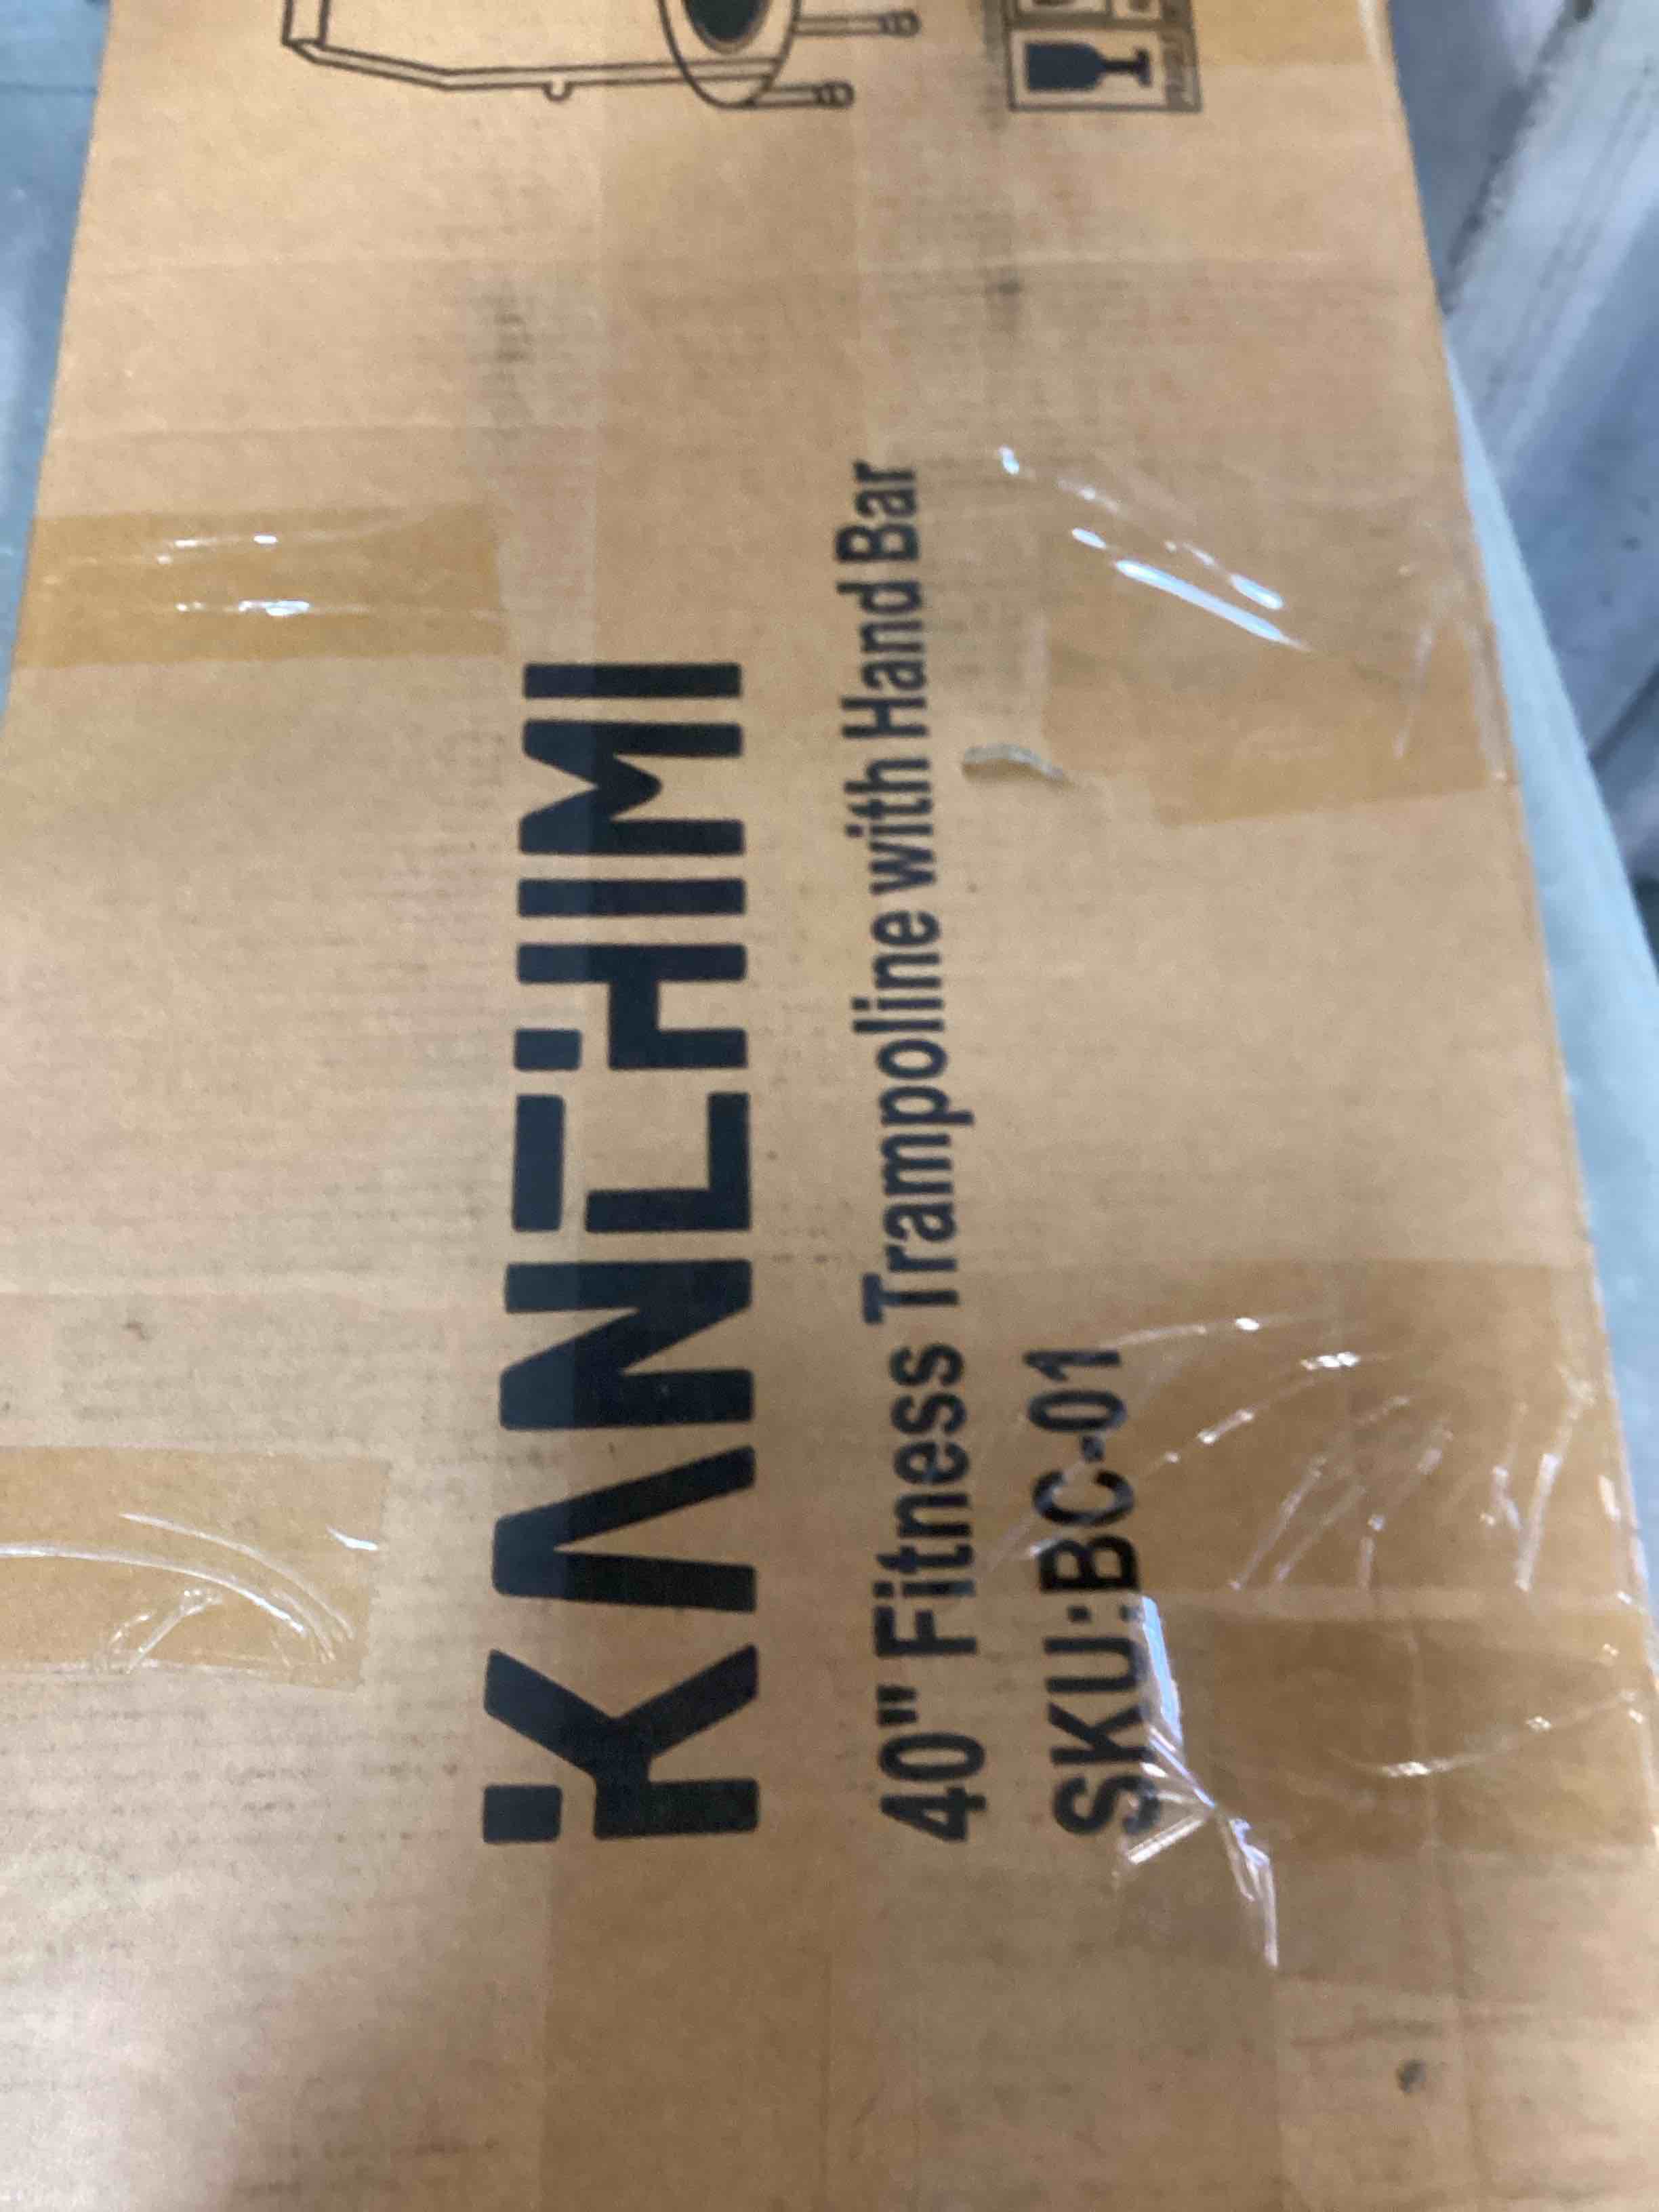 KANCHIMI
40" Fitness Trampoline with Hand Bar
SKU:BC-01